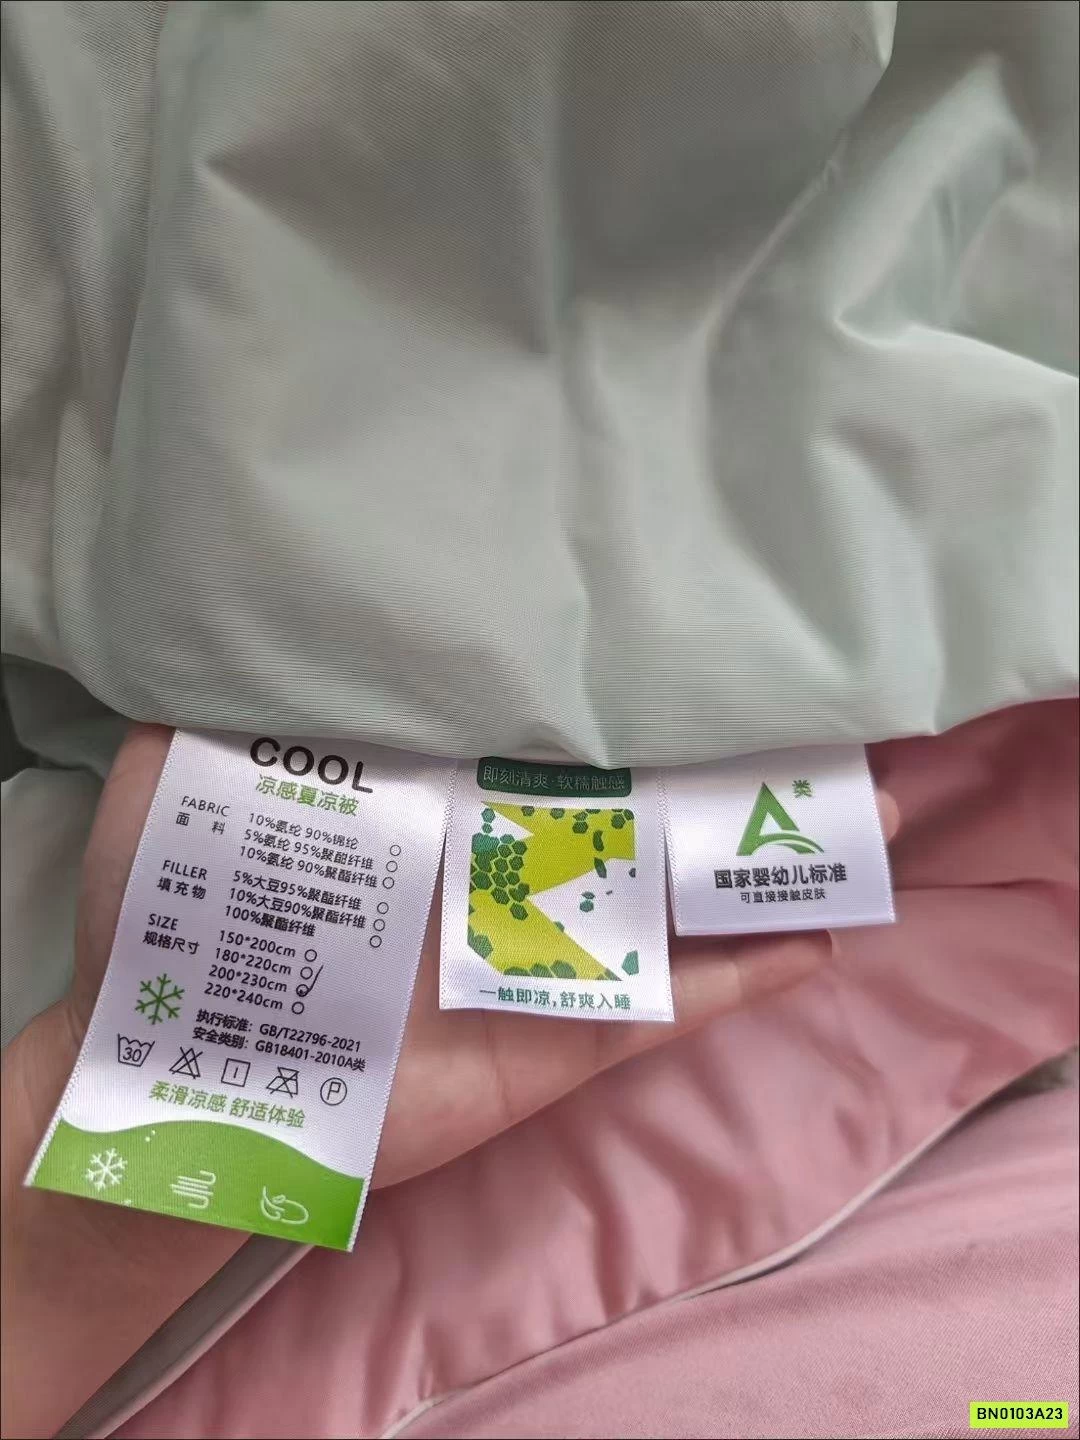 COOL
凉感夏凉被
FABRIC
面 料
10%氨纶 90%锦纶
5%氨纶 95%聚酯纤维
10%氨纶 90%聚酯纤维
FILLER
填充物
5%大豆95%聚酯纤维
10%大豆90%聚酯纤维
100%聚酯纤维
SIZE
规格尺寸
150*200cm
180*220cm
200*230cm
220*240cm
执行标准：GB/T22796-2021
安全类别：GB18401-2010A类
30
P
柔滑凉感 舒适体验
即刻清爽·软糯触感
一触即凉，舒爽入睡
A类
国家婴幼儿标准
可直接接触皮肤
BN0103A23